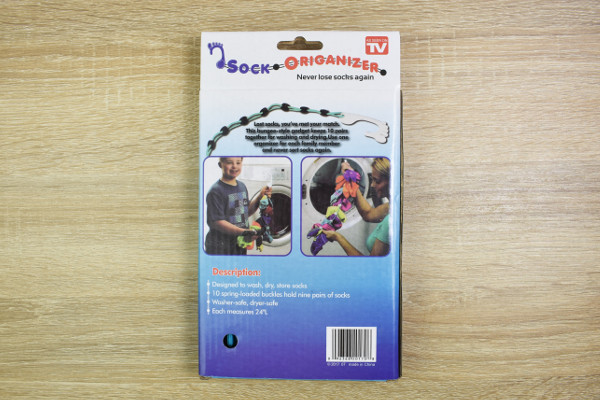 AS SEEN ON
TV
SOCK ORIGANIZER
Never lose socks again
Lost socks, you've met your match.
This bungee-style gadget keeps 10 pairs
together for washing and drying.Use one
organizer for each family member
and never sort socks again.
Description:
Designed to wash, dry, store socks
10 spring-loaded buckles hold nine pairs of socks
Washer-safe, dryer-safe
Each measures 24"L
made in China